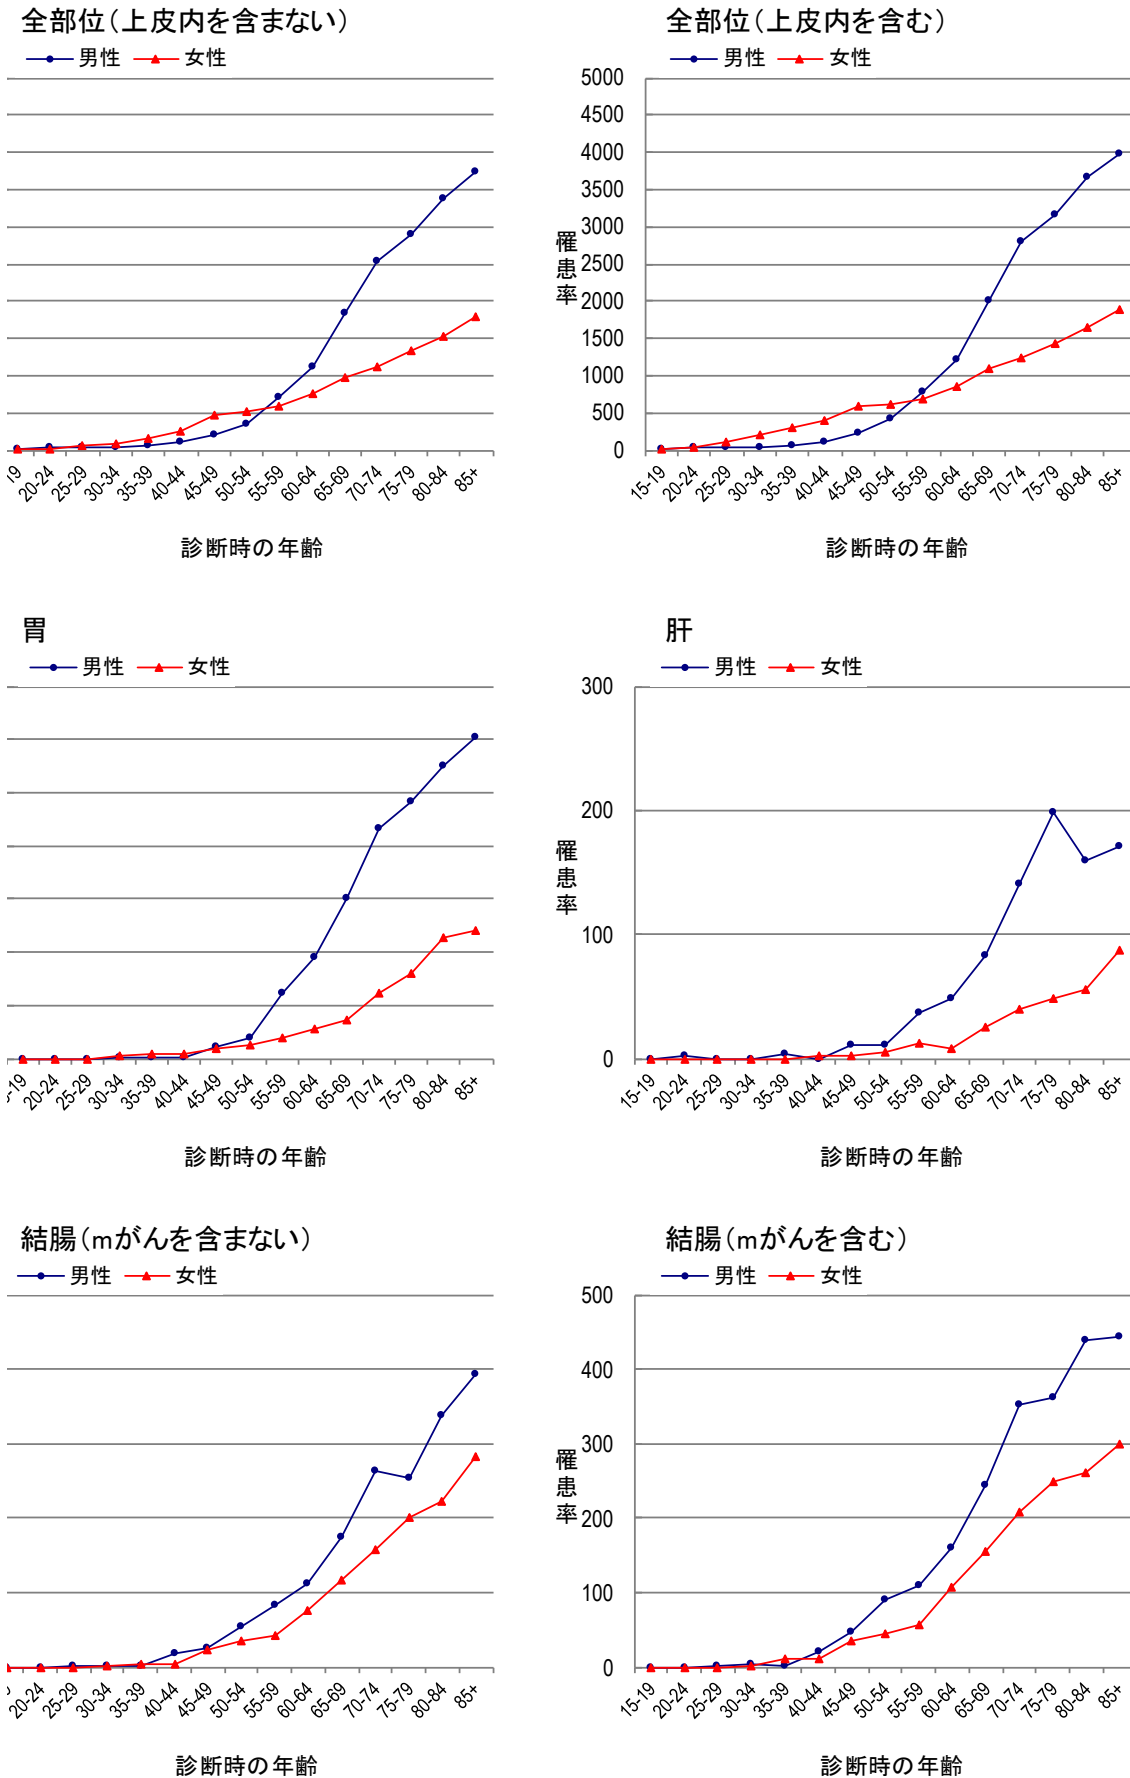 全部位（上皮内を含まない）
男性 女性
19 20-24 25-29 30-34 35-39 40-44 45-49 50-54 55-59 60-64 65-69 70-74 75-79 80-84 85+
診断時の年齢
全部位（上皮内を含む）
男性 女性
5000
4500
4000
3500
3000
2500
2000
1500
1000
500
0
罹患率
15-19 20-24 25-29 30-34 35-39 40-44 45-49 50-54 55-59 60-64 65-69 70-74 75-79 80-84 85+
診断時の年齢
胃
男性 女性
5-19 20-24 25-29 30-34 35-39 40-44 45-49 50-54 55-59 60-64 65-69 70-74 75-79 80-84 85+
診断時の年齢
肝
男性 女性
300
200
100
0
罹患率
15-19 20-24 25-29 30-34 35-39 40-44 45-49 50-54 55-59 60-64 65-69 70-74 75-79 80-84 85+
診断時の年齢
結腸（mがんを含まない）
男性 女性
20-24 25-29 30-34 35-39 40-44 45-49 50-54 55-59 60-64 65-69 70-74 75-79 80-84 85+
診断時の年齢
結腸（mがんを含む）
男性 女性
500
400
300
200
100
0
罹患率
15-19 20-24 25-29 30-34 35-39 40-44 45-49 50-54 55-59 60-64 65-69 70-74 75-79 80-84 85+
診断時の年齢